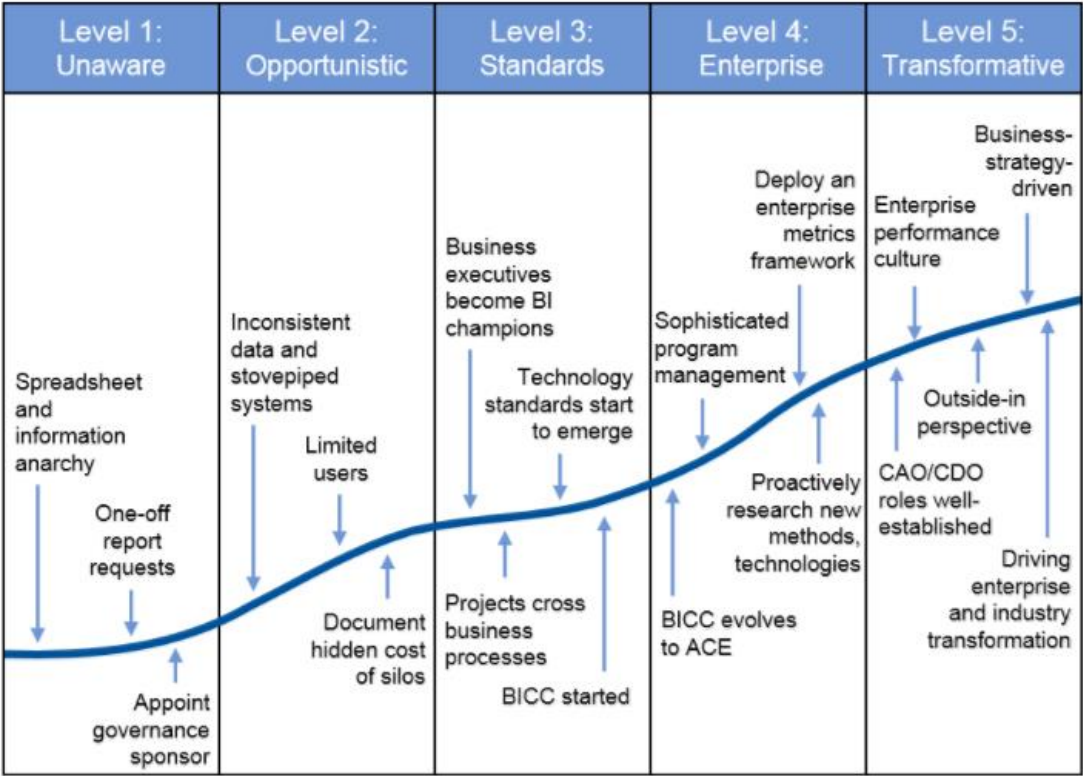 Level 1:
Unaware
Level 2:
Opportunistic
Level 3:
Standards
Level 4:
Enterprise
Level 5:
Transformative
Spreadsheet
and
information
anarchy
One-off
report
requests
Appoint
governance
sponsor
Inconsistent
data and
stovepiped
systems
Limited
users
Document
hidden cost
of silos
Business
executives
become BI
champions
Technology
standards start
to emerge
Projects cross
business
processes
BICC started
Deploy an
enterprise
metrics
framework
Sophisticated
program
management
Proactively
research new
methods,
technologies
BICC evolves
to ACE
Business-
strategy-
driven
Enterprise
performance
culture
Outside-in
perspective
CAO/CDO
roles well-
established
Driving
enterprise
and industry
transformation